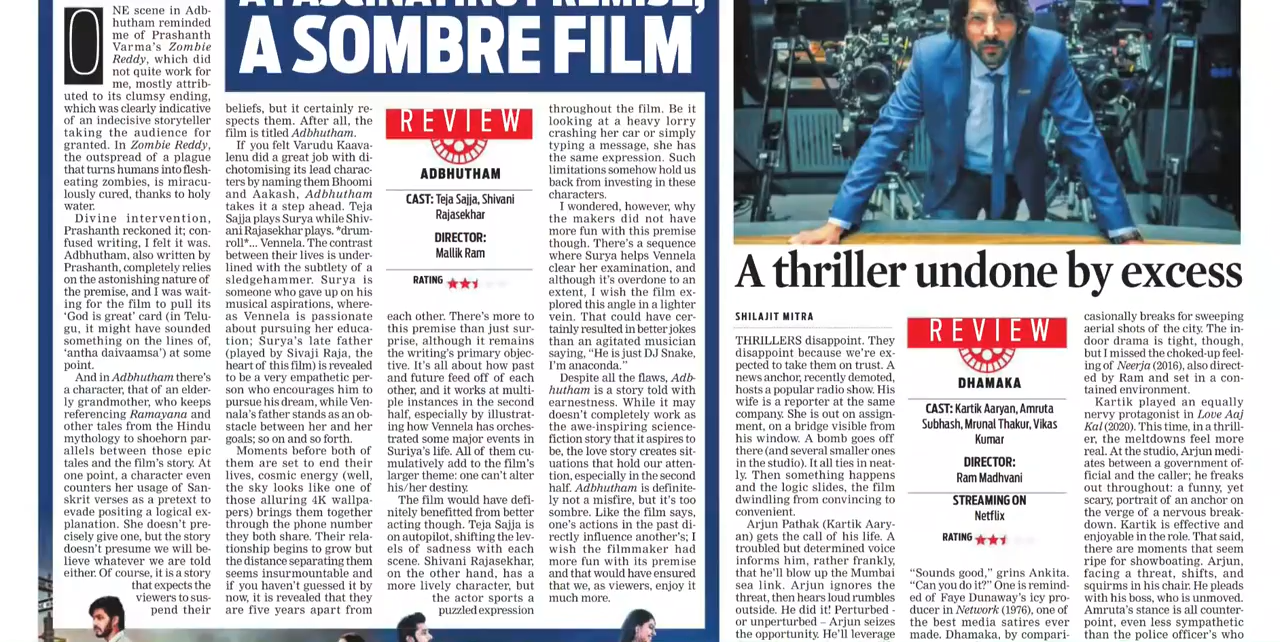 A FASCINATING PREMISE,
A SOMBRE FILM
ONE scene in Adb-
hutham reminded
me of Prashanth
Varma's Zombie
Reddy, which did
not quite work for
me, mostly attrib-
uted to its clumsy ending,
which was clearly indicative
of an indecisive storyteller
taking the audience for
granted. In Zombie Reddy,
the outspread of a plague
that turns humans into flesh-
eating zombies, is miracu-
lously cured, thanks to holy
water.
Divine intervention,
Prashanth reckoned it; con-
fused writing, I felt it was.
Adbhutham, also written by
Prashanth, completely relies
on the astonishing nature of
the premise, and I was wait-
ing for the film to pull its
'God is great' card (in Telu-
gu, it might have sounded
something on the lines of,
'antha daivaamsa') at some
point.
And in Adbhutham there's
a character, that of an elder-
ly grandmother, who keeps
referencing Ramayana and
other tales from the Hindu
mythology to shoehorn par-
allels between those epic
tales and the film's story. At
one point, a character even
counters her usage of San-
skrit verses as a pretext to
evade positing a logical ex-
planation. She doesn't pre-
cisely give one, but the story
doesn't presume we will be-
lieve whatever we are told
either. Of course, it is a story
that expects the
viewers to sus-
pend their
beliefs, but it certainly re-
spects them. After all, the
film is titled Adbhutham.
If you felt Varudu Kaava-
lenu did a great job with di-
chotomising its lead charac-
ters by naming them Bhoomi
and Aakash, Adbhutham
takes it a step ahead. Teja
Sajja plays Surya while Shiv-
ani Rajasekhar plays. *drum-
roll*... Vennela. The contrast
between their lives is under-
lined with the subtlety of a
sledgehammer. Surya is
someone who gave up on his
musical aspirations, where-
as Vennela is passionate
about pursuing her educa-
tion; Surya's late father
(played by Sivaji Raja, the
heart of this film) is revealed
to be a very empathetic per-
son who encourages him to
pursue his dream, while Ven-
nala's father stands as an ob-
stacle between her and her
goals; so on and so forth.
Moments before both of
them are set to end their
lives, cosmic energy (well,
the sky looks like one of
those alluring 4K wallpa-
pers) brings them together
through the phone number
they both share. Their rela-
tionship begins to grow but
the distance separating them
seems insurmountable and
if you haven't guessed it by
now, it is revealed that they
are five years apart from
REVIEW
ADBHUTHAM
CAST: Teja Sajja, Shivani
Rajasekhar
DIRECTOR:
Mallik Ram
RATING
each other. There's more to
this premise than just sur-
prise, although it remains
the writing's primary objec-
tive. It's all about how past
and future feed off of each
other, and it works at multi-
ple instances in the second
half, especially by illustrat-
ing how Vennela has orches-
trated some major events in
Suriya's life. All of them cu-
mulatively add to the film's
larger theme: one can't alter
his/her destiny.
The film would have defi-
nitely benefitted from better
acting though. Teja Sajja is
on autopilot, shifting the lev-
els of sadness with each
scene. Shivani Rajasekhar,
on the other hand, has a
more lively character, but
the actor sports a
puzzled expression
throughout the film. Be it
looking at a heavy lorry
crashing her car or simply
typing a message, she has
the same expression. Such
limitations somehow hold us
back from investing in these
characters.
I wondered, however, why
the makers did not have
more fun with this premise
though. There's a sequence
where Surya helps Vennela
clear her examination, and
although it's overdone to an
extent, I wish the film ex-
plored this angle in a lighter
vein. That could have cer-
tainly resulted in better jokes
than an agitated musician
saying, "He is just DJ Snake,
I'm anaconda."
Despite all the flaws, Adb-
hutham is a story told with
earnestness. While it may
doesn't completely work as
the awe-inspiring science-
fiction story that it aspires to
be, the love story creates sit-
uations that hold our atten-
tion, especially in the second
half. Adbhutham is definite-
ly not a misfire, but it's too
sombre. Like the film says,
one's actions in the past di-
rectly influence another's; I
wish the filmmaker had
more fun with its premise
and that would have ensured
that we, as viewers, enjoy it
much more.
A thriller undone by excess
SHILAJIT MITRA
THRILLERS disappoint. They
disappoint because we're ex-
pected to take them on trust. A
news anchor, recently demoted,
hosts a popular radio show. His
wife is a reporter at the same
company. She is out on assign-
ment, on a bridge visible from
his window. A bomb goes off
there (and several smaller ones
in the studio). It all ties in neat-
ly. Then something happens
and the logic slides, the film
dwindling from convincing to
convenient.
Arjun Pathak (Kartik Aary-
an) gets the call of his life. A
troubled but determined voice
informs him, rather frankly,
that he'll blow up the Mumbai
sea link. Arjun ignores the
threat, then hears loud rumbles
outside. He did it! Perturbed -
or unperturbed – Arjun seizes
the opportunity. He'll leverage
REVIEW
DHAMAKA
CAST: Kartik Aaryan, Amruta
Subhash, Mrunal Thakur, Vikas
Kumar
DIRECTOR:
Ram Madhvani
STREAMING ON
Netflix
RATING
"Sounds good," grins Ankita.
"Can you do it?" One is remind-
ed of Faye Dunaway's icy pro-
ducer in Network (1976), one of
the best media satires ever
made. Dhamaka, by compari-
casionally breaks for sweeping
aerial shots of the city. The in-
door drama is tight, though,
but I missed the choked-up feel-
ing of Neerja (2016), also direct-
ed by Ram and set in a con-
tained environment.
Kartik played an equally
nervy protagonist in Love Aaj
Kal (2020). This time, in a thrill-
er, the meltdowns feel more
real. At the studio, Arjun medi-
ates between a government of-
ficial and the caller; he freaks
out throughout: a funny, yet
scary, portrait of an anchor on
the verge of a nervous break-
down. Kartik is effective and
enjoyable in the role. That said,
there are moments that seem
ripe for showboating. Arjun,
facing a threat, shifts, and
squirms in his chair. He pleads
with his boss, who is unmoved.
Amruta's stance is all counter-
point, even less sympathetic
than the police officer's who